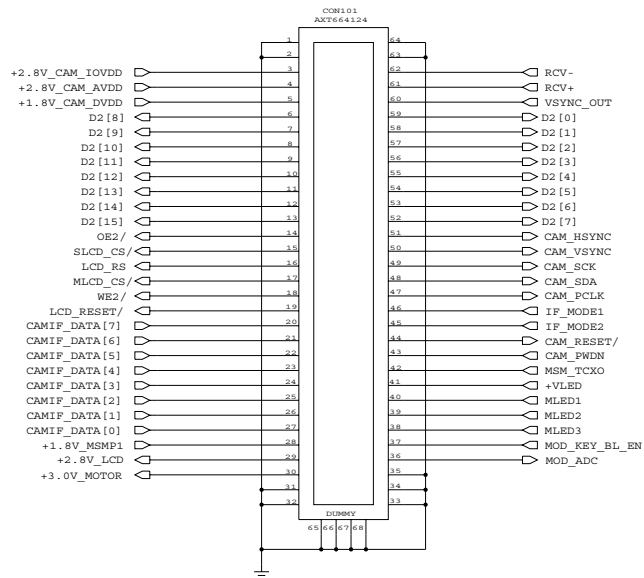 CON101
AXT664124
1 64
2 63
+2.8V_CAM_IOVDD 3 62 RCV-
+2.8V_CAM_AVDD 4 61 RCV+
+1.8V_CAM_DVDD 5 60 VSYNC_OUT
D2[8] 6 59 D2[0]
D2[9] 7 58 D2[1]
D2[10] 8 57 D2[2]
D2[11] 9 56 D2[3]
D2[12] 10 55 D2[4]
D2[13] 11 54 D2[5]
D2[14] 12 53 D2[6]
D2[15] 13 52 D2[7]
OE2/ 14 51 CAM_HSYNC
SLCD_CS/ 15 50 CAM_VSYNC
LCD_RS 16 49 CAM_SCK
MLCD_CS/ 17 48 CAM_SDA
WE2/ 18 47 CAM_PCLK
LCD_RESET/ 19 46 IF_MODE1
CAMIF_DATA[7] 20 45 IF_MODE2
CAMIF_DATA[6] 21 44 CAM_RESET/
CAMIF_DATA[5] 22 43 CAM_PWDN
CAMIF_DATA[4] 23 42 MSM_TCXO
CAMIF_DATA[3] 24 41 +VLED
CAMIF_DATA[2] 25 40 MLED1
CAMIF_DATA[1] 26 39 MLED2
CAMIF_DATA[0] 27 38 MLED3
+1.8V_MSMP1 28 37 MOD_KEY_BL_EN
+2.8V_LCD 29 36 MOD_ADC
+3.0V_MOTOR 30 35
31 34
32 33
DUMMY
65 66 67 68